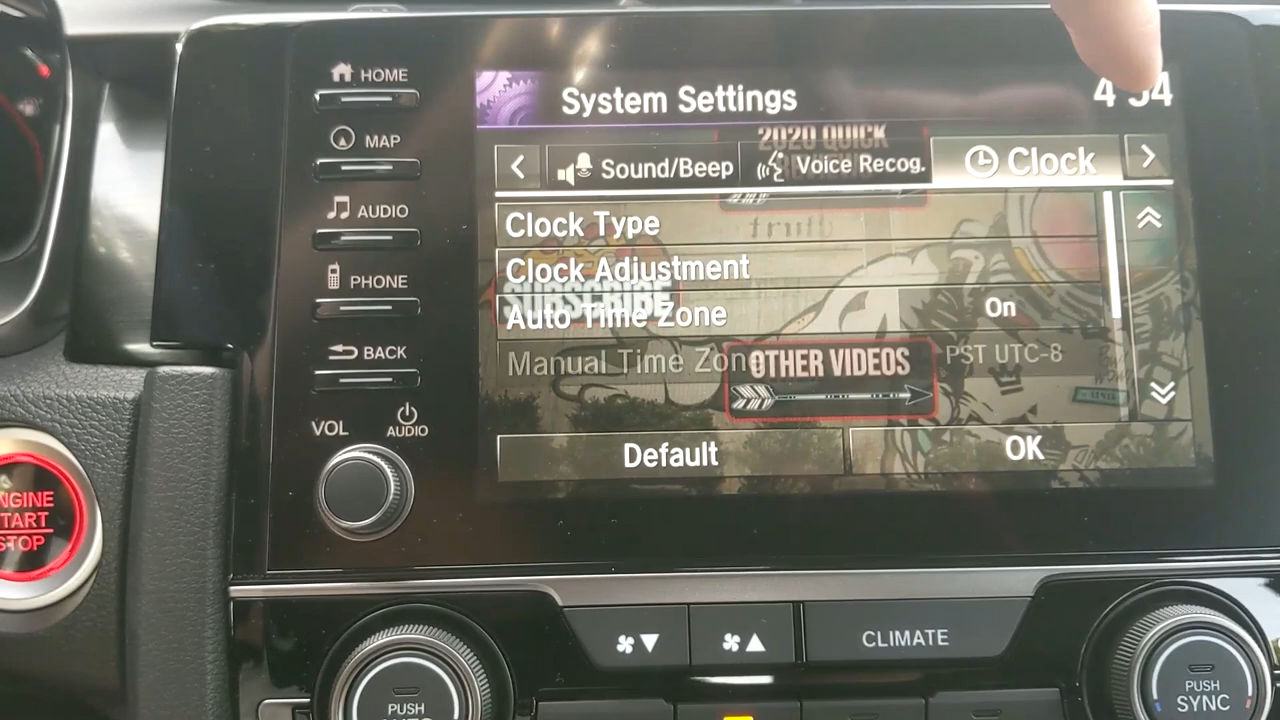 HOME
MAP
AUDIO
PHONE
BACK
VOL
AUDIO
System Settings
2020 QUICK
Sound/Beep
Voice Recog.
Clock
truth
Clock Type
Clock Adjustment
SUBSCRIBE
Auto Time Zone
On
Manual Time Zone
PST UTC-8
OTHER VIDEOS
Default
OK
ENGINE
START
STOP
CLIMATE
PUSH
AUTO
PUSH
SYNC